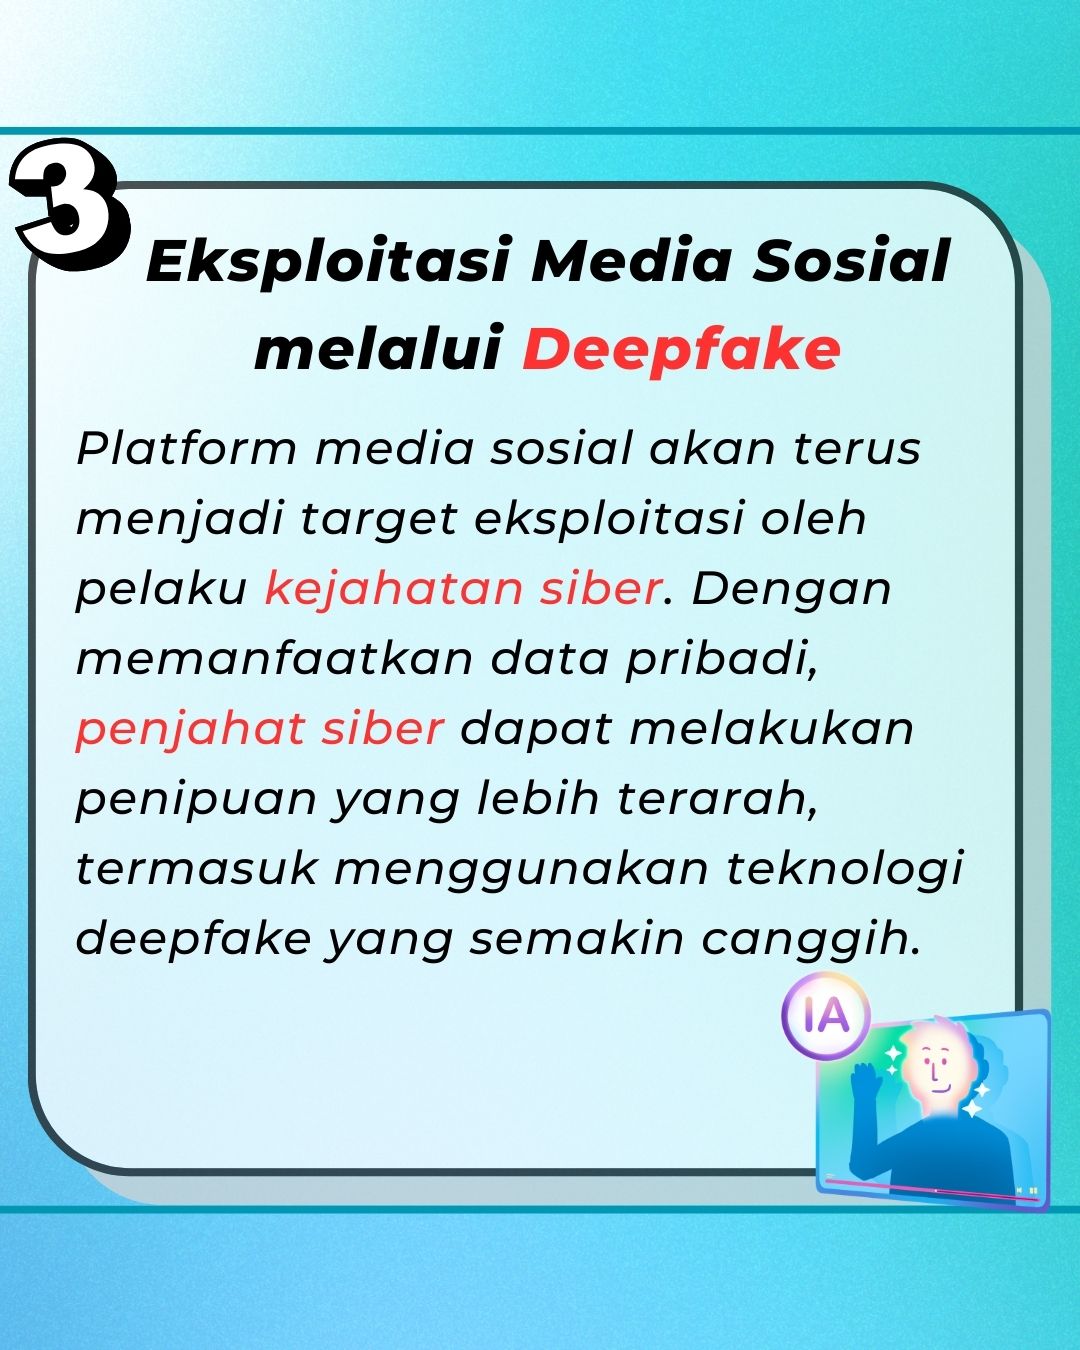 3
Eksploitasi Media Sosial
melalui Deepfake
Platform media sosial akan terus
menjadi target eksploitasi oleh
pelaku kejahatan siber. Dengan
memanfaatkan data pribadi,
penjahat siber dapat melakukan
penipuan yang lebih terarah,
termasuk menggunakan teknologi
deepfake yang semakin canggih.
IA